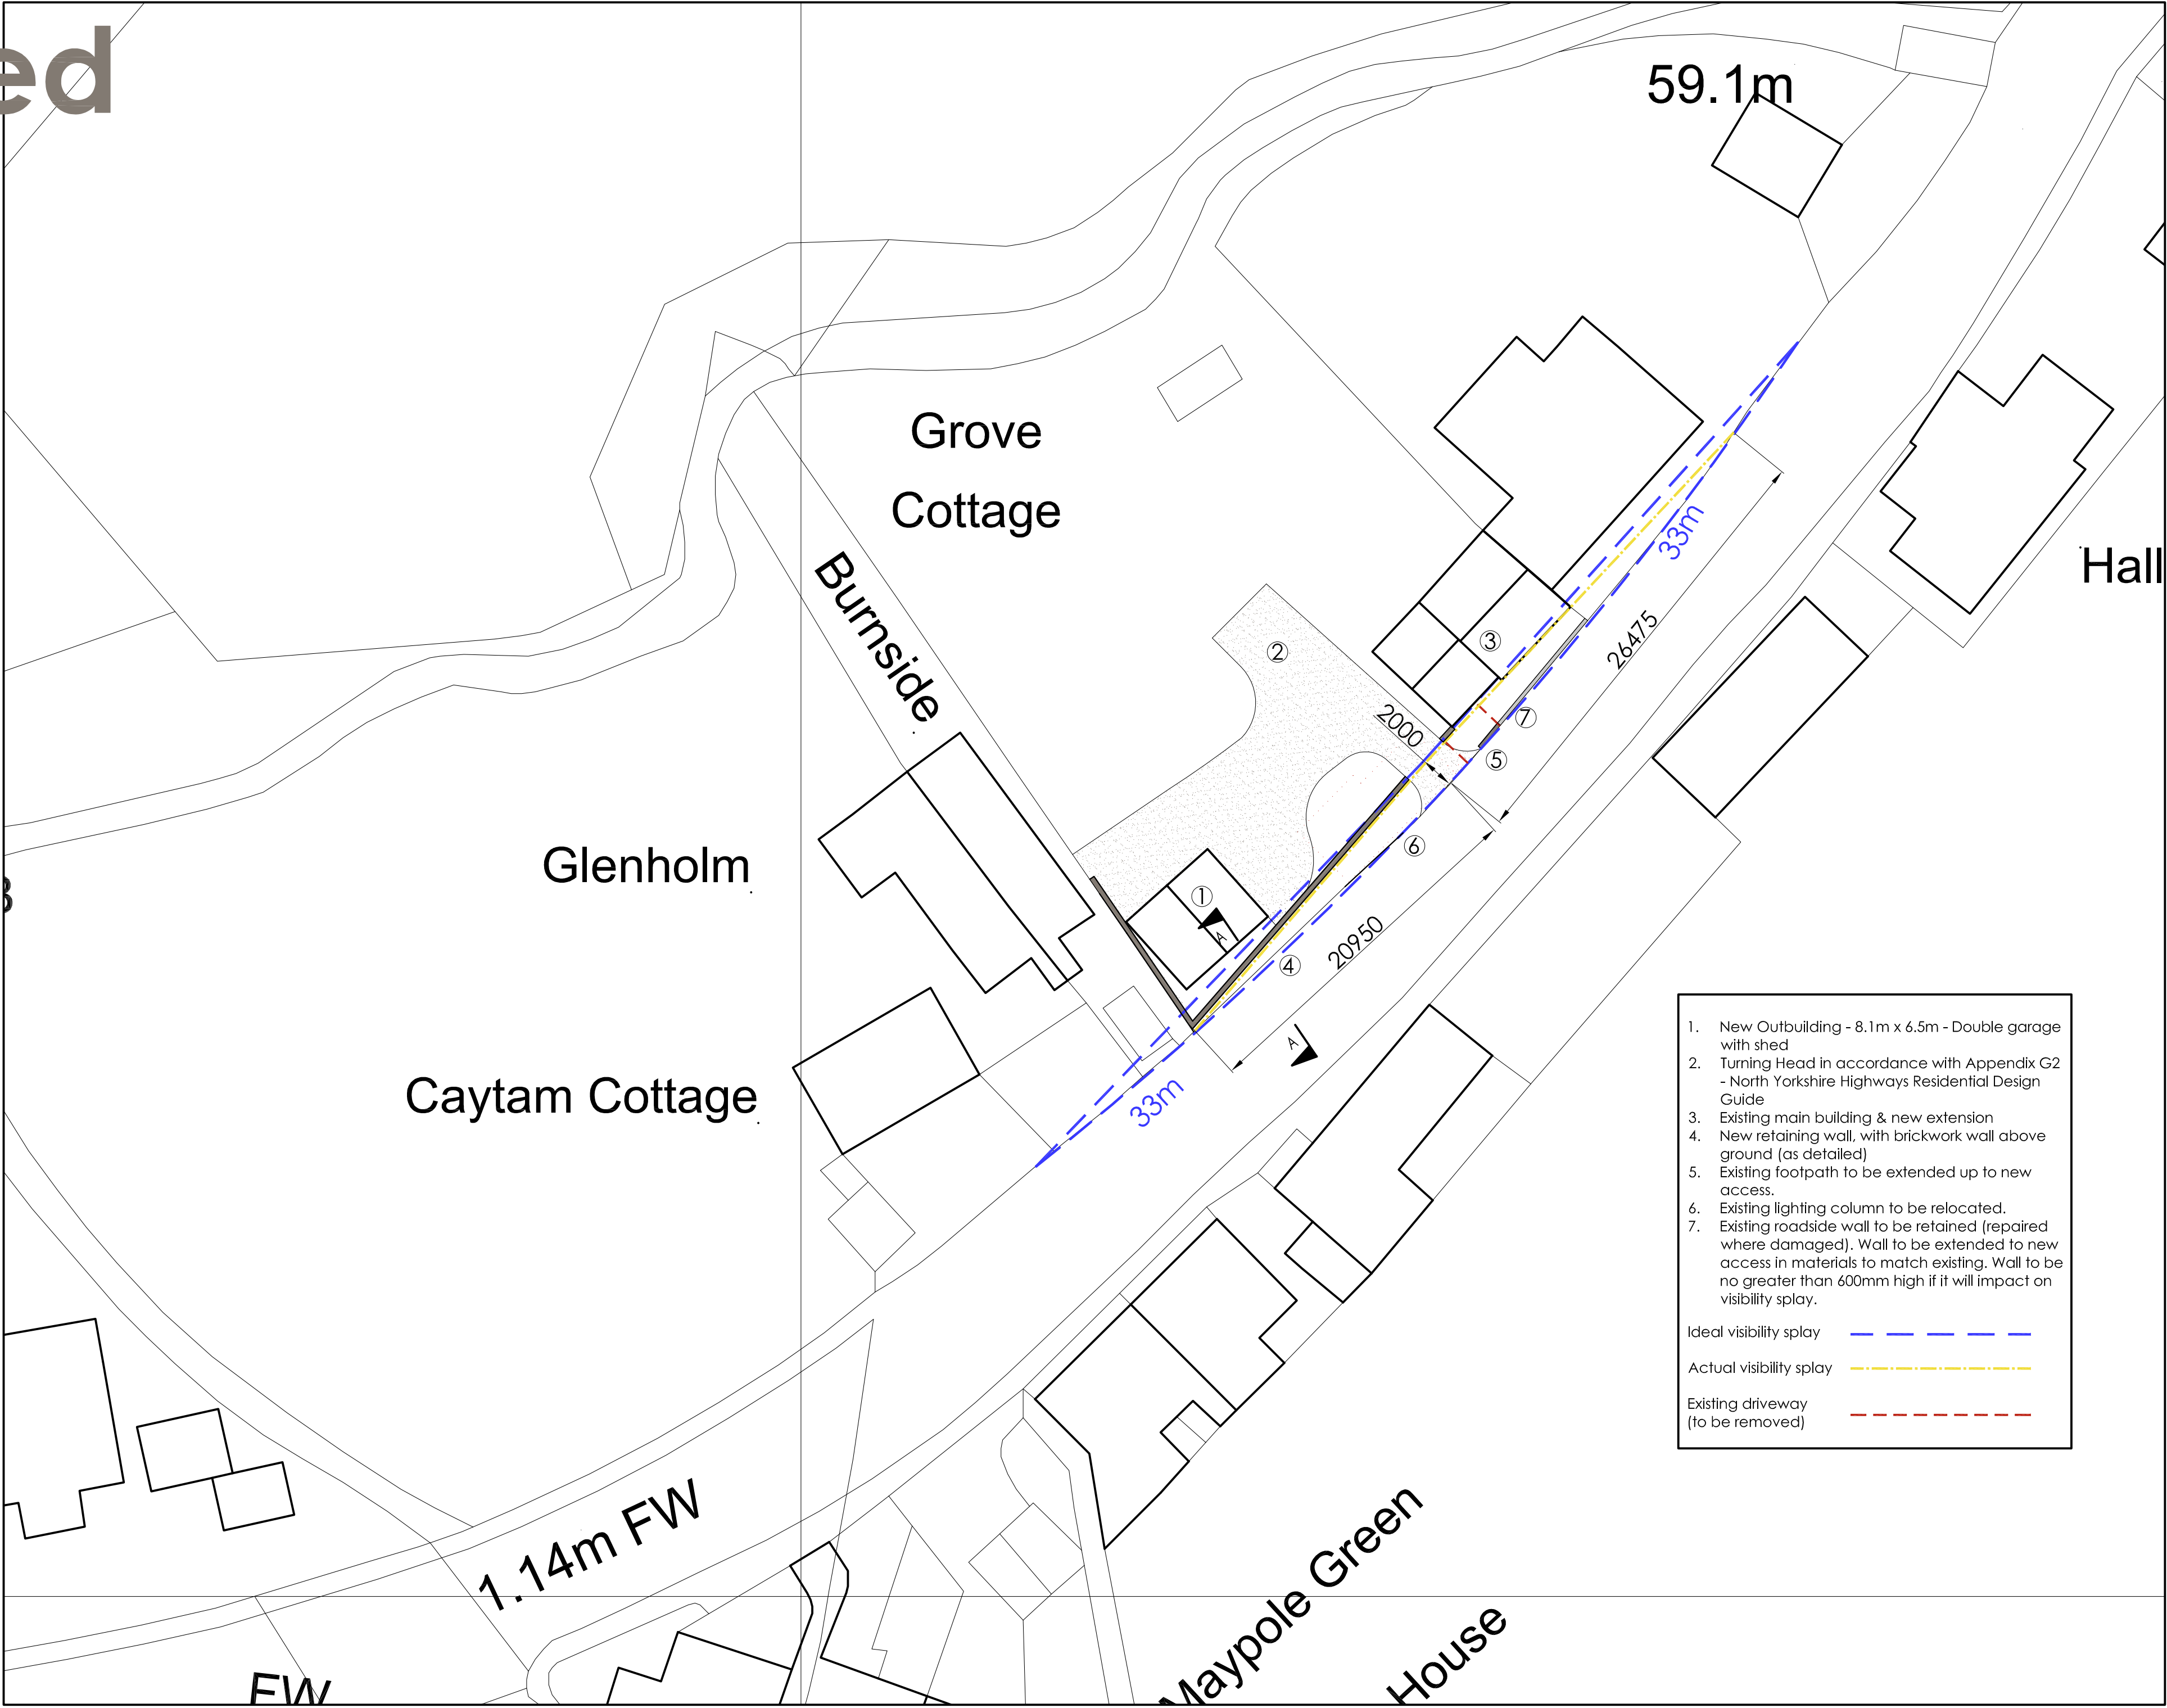 ed
59.1m
Grove
Cottage
Burnside
Hall
33m
26475
2
3
2000
7
5
Glenholm
6
1
A
20950
4
A
33m
Caytam Cottage
1. New Outbuilding - 8.1m x 6.5m - Double garage
with shed
2. Turning Head in accordance with Appendix G2
- North Yorkshire Highways Residential Design
Guide
3. Existing main building & new extension
4. New retaining wall, with brickwork wall above
ground (as detailed)
5. Existing footpath to be extended up to new
access.
6. Existing lighting column to be relocated.
7. Existing roadside wall to be retained (repaired
where damaged). Wall to be extended to new
access in materials to match existing. Wall to be
no greater than 600mm high if it will impact on
visibility splay.
Ideal visibility splay
Actual visibility splay
Existing driveway
(to be removed)
1.14m FW
Maypole Green
House
FW